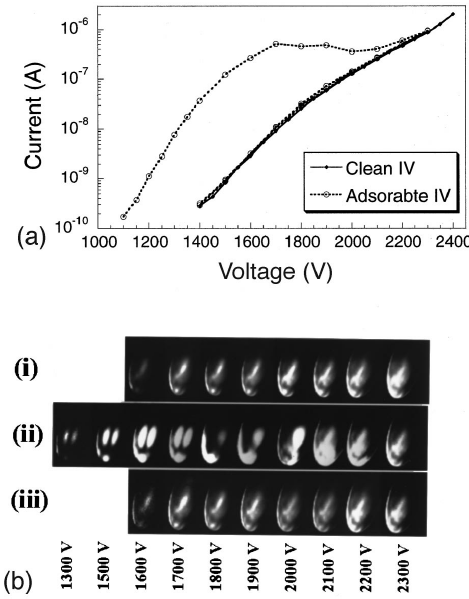 (a)
Current (A)
10-6
10-7
10-8
10-9
10-10
Clean IV
Adsorabte IV
1000 1200 1400 1600 1800 2000 2200 2400
Voltage (V)
(i)
(ii)
(iii)
(b)
1300 V
1500 V
1600 V
1700 V
1800 V
1900 V
2000 V
2100 V
2200 V
2300 V